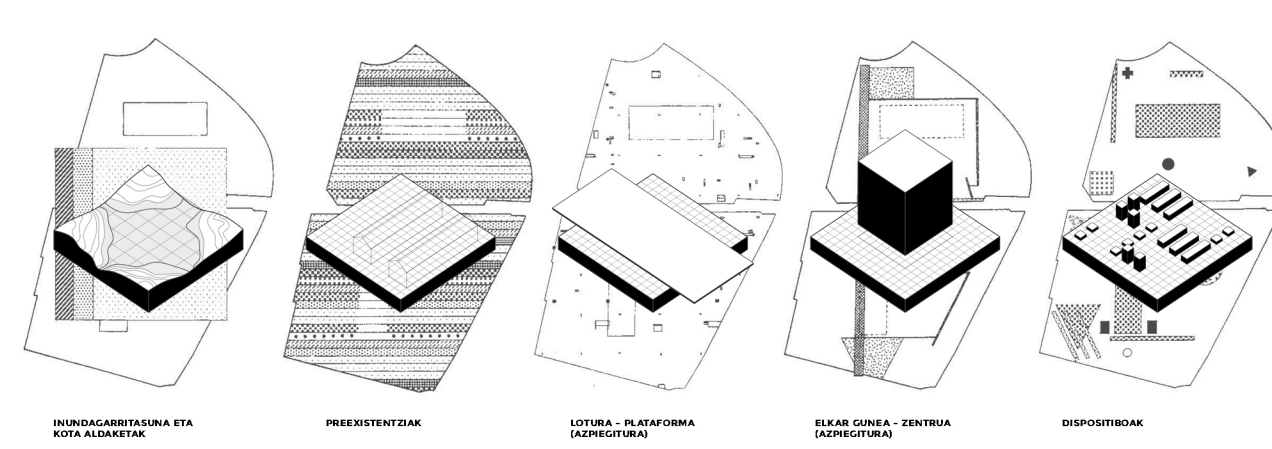 INUNDAGARRITASUNA ETA
KOTA ALDAKETAK
PREEXISTENTZIAK
LOTURA - PLATAFORMA
(AZPIEGITURA)
ELKAR GUNEA - ZENTRUA
(AZPIEGITURA)
DISPOSITIBOAK